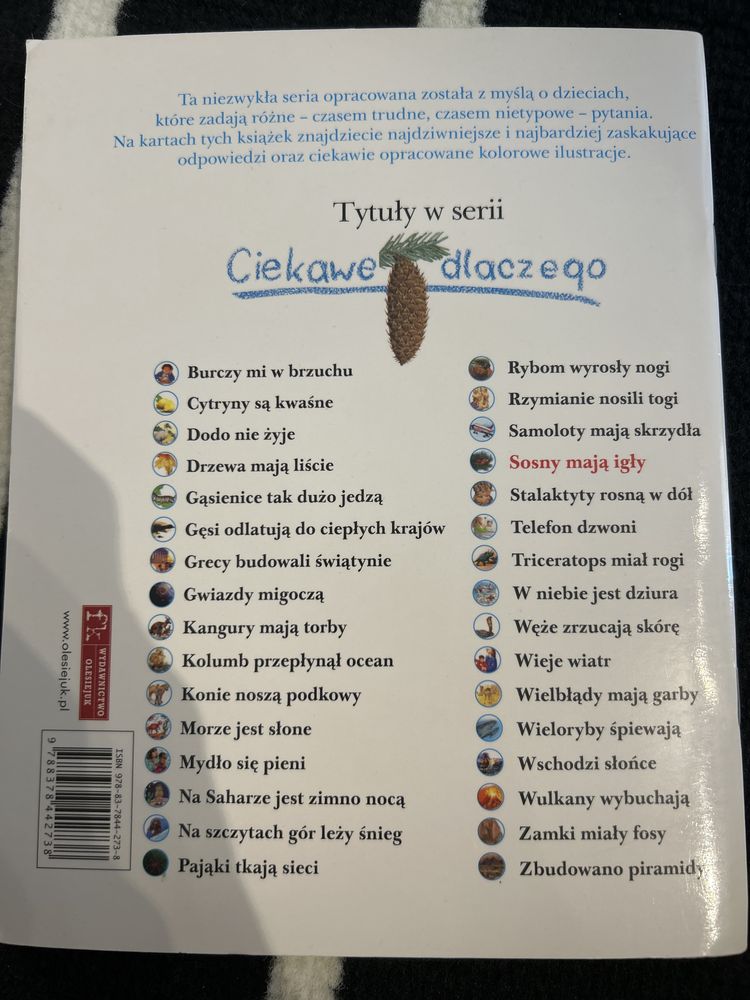 Ta niezwykła seria opracowana została z myślą o dzieciach,
które zadają różne – czasem trudne, czasem nietypowe – pytania.
Na kartach tych książek znajdziecie najdziwniejsze i najbardziej zaskakujące
odpowiedzi oraz ciekawie opracowane kolorowe ilustracje.
Tytuły w serii
Ciekawe dlaczego
Burczy mi w brzuchu
Cytryny są kwaśne
Dodo nie żyje
Drzewa mają liście
Gąsienice tak dużo jedzą
Gęsi odlatują do ciepłych krajów
Grecy budowali świątynie
Gwiazdy migoczą
Kangury mają torby
Kolumb przepłynął ocean
Konie noszą podkowy
Morze jest słone
Mydło się pieni
Na Saharze jest zimno nocą
Na szczytach gór leży śnieg
Pająki tkają sieci
Rybom wyrosły nogi
Rzymianie nosili togi
Samoloty mają skrzydła
Sosny mają igły
Stalaktyty rosną w dół
Telefon dzwoni
Triceratops miał rogi
W niebie jest dziura
Węże zrzucają skórę
Wieje wiatr
Wielbłądy mają garby
Wieloryby śpiewają
Wschodzi słońce
Wulkany wybuchają
Zamki miały fosy
Zbudowano piramidy
fk
WYDAWNICTWO
OLESIEJUK
www.olesiejuk.pl
ISBN 978-83-7844-273-8
9 788378 442738